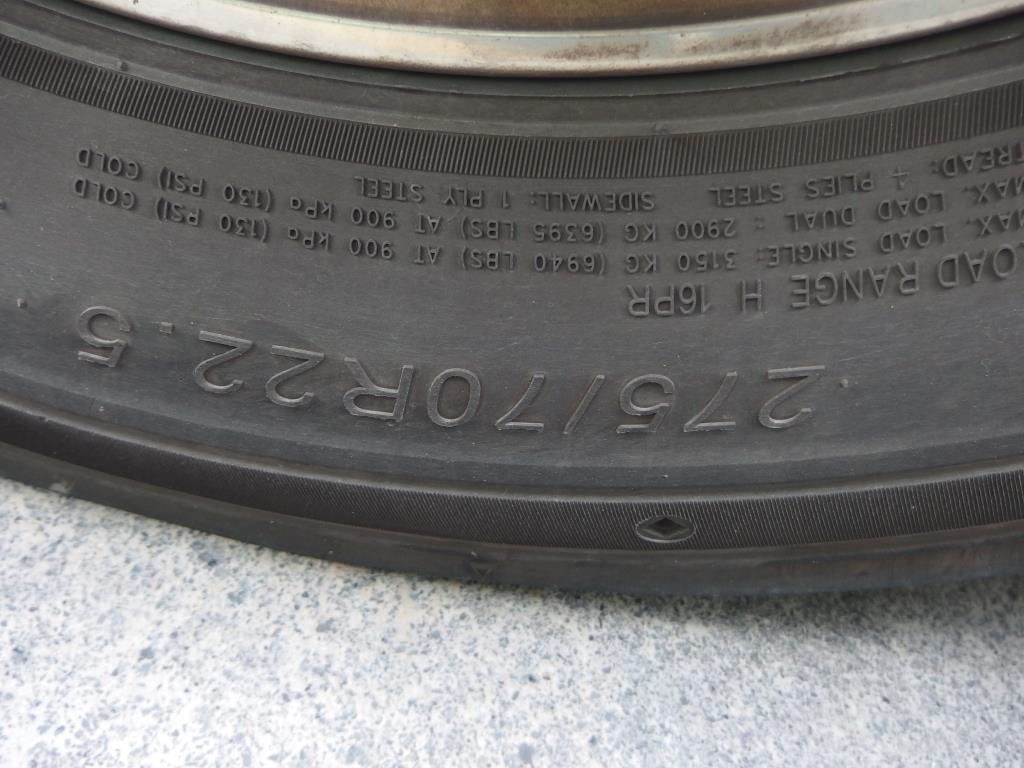 275/70R22.5
LOAD RANGE H 16PR
MAX. LOAD SINGLE: 3150 KG (6940 LBS) AT 900 kPa (130 PSI) COLD
MAX. LOAD DUAL : 2900 KG (6395 LBS) AT 900 kPa (130 PSI) COLD
TREAD: 4 PLIES STEEL SIDEWALL: 1 PLY STEEL